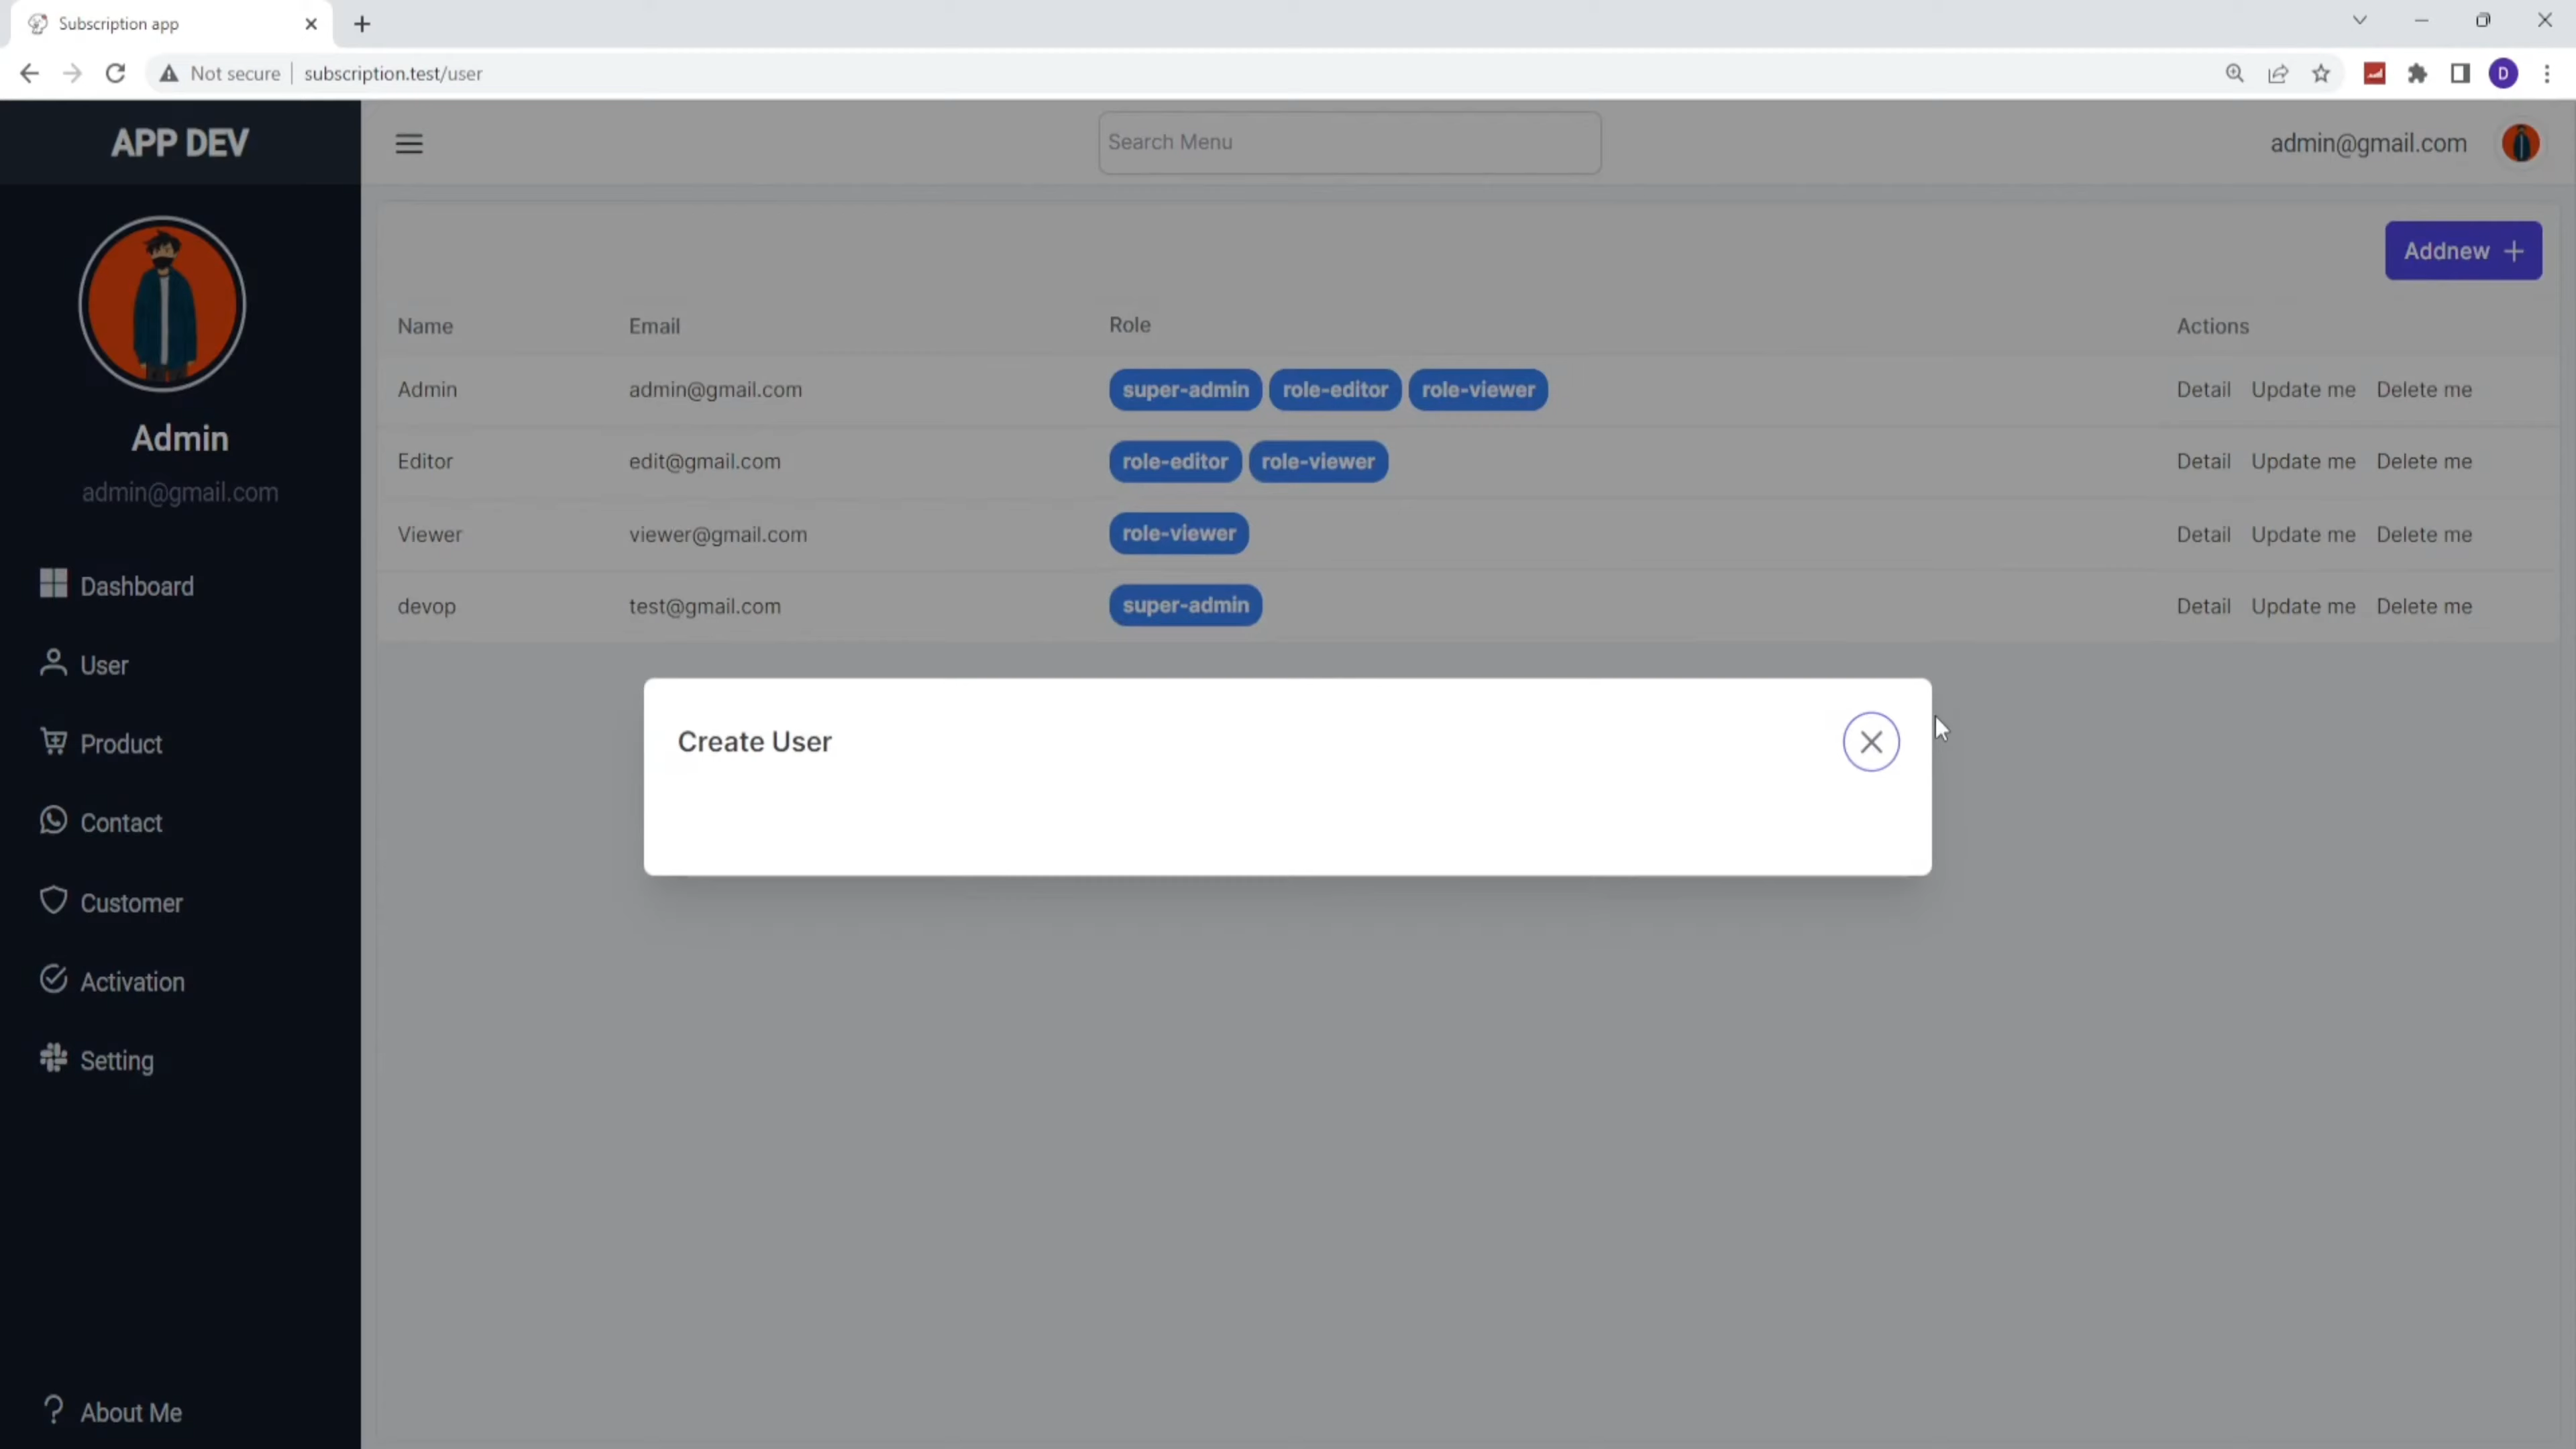 Subscription app
Not secure subscription.test/user
D
APP DEV
Search Menu
admin@gmail.com
Admin
admin@gmail.com
Dashboard
User
Product
Contact
Customer
Activation
Setting
About Me
Addnew
Name Email Role Actions
Admin admin@gmail.com super-admin role-editor role-viewer Detail Update me Delete me
Editor edit@gmail.com role-editor role-viewer Detail Update me Delete me
Viewer viewer@gmail.com role-viewer Detail Update me Delete me
devop test@gmail.com super-admin Detail Update me Delete me
Create User